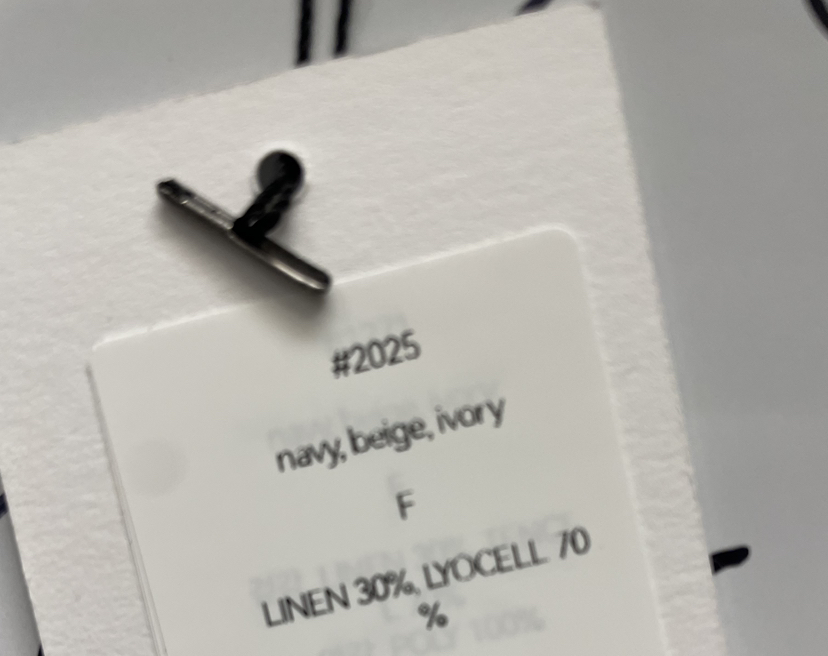 #2025
navy, beige, ivory
F
LINEN 30%, LYOCELL 70
%